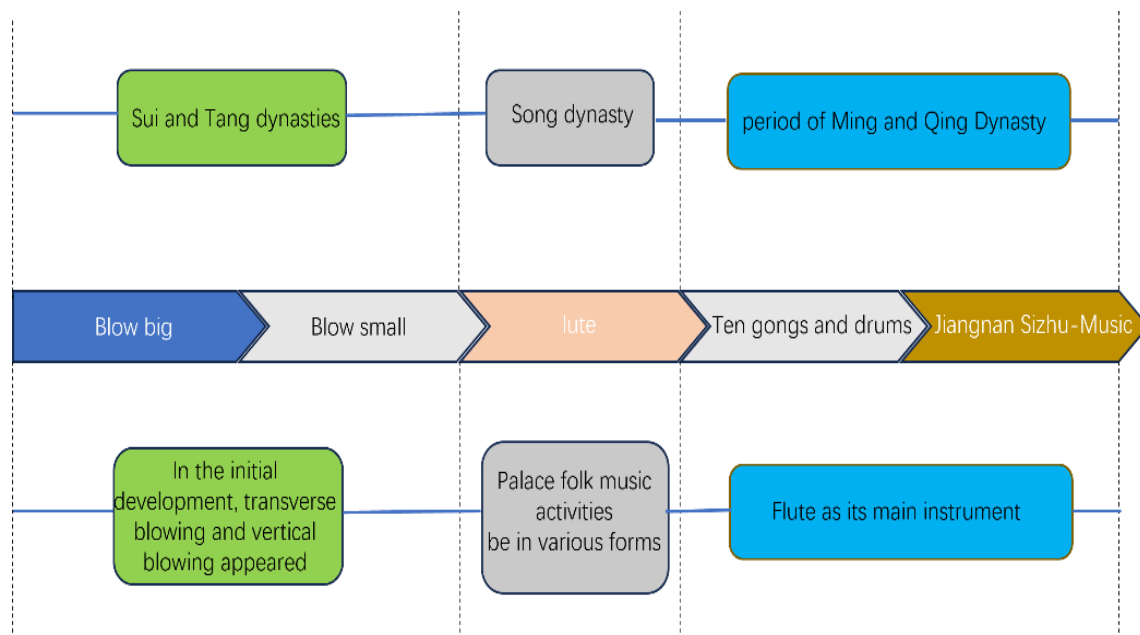 Sui and Tang dynasties
Song dynasty
period of Ming and Qing Dynasty
Blow big
Blow small
lute
Ten gongs and drums
Jiangnan Sizhu-Music
In the initial
development, transverse
blowing and vertical
blowing appeared
Palace folk music
activities
be in various forms
Flute as its main instrument